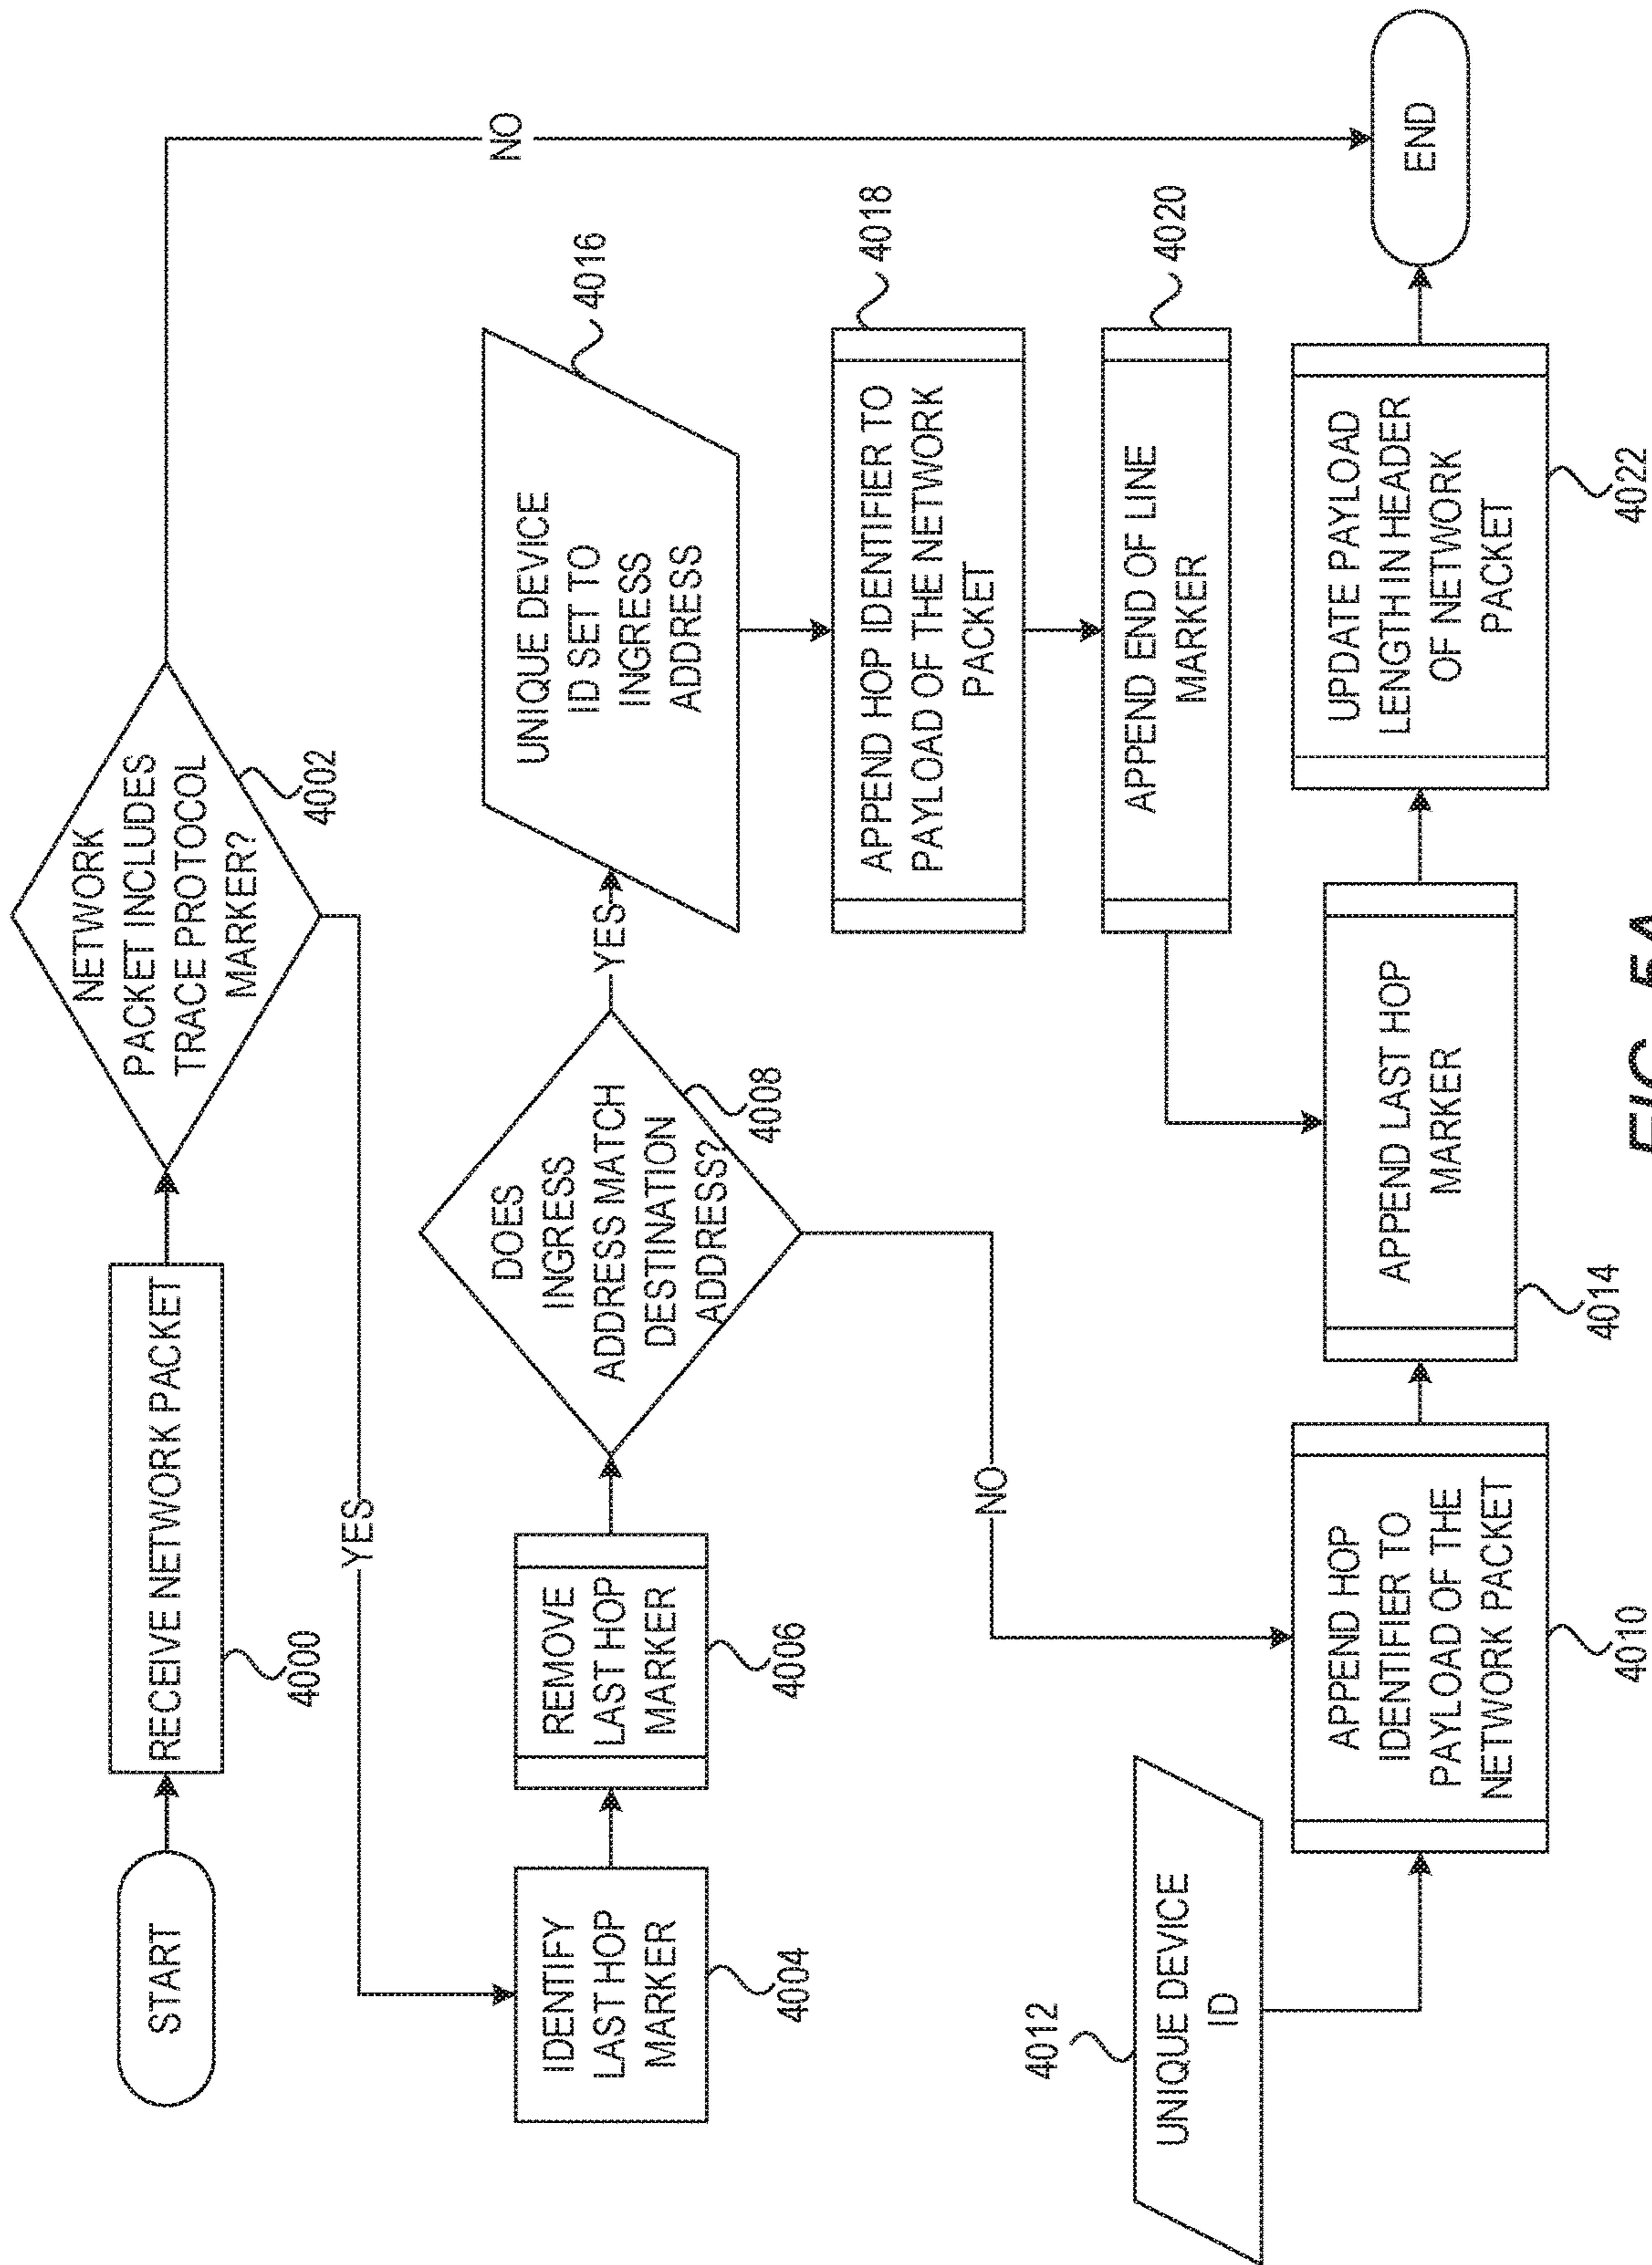 START
RECEIVE NETWORK PACKET
4000
NETWORK
PACKET INCLUDES
TRACE PROTOCOL
MARKER?
4002
NO
YES
IDENTIFY
LAST HOP
MARKER
4004
REMOVE
LAST HOP
MARKER
4006
DOES
INGRESS
ADDRESS MATCH
DESTINATION
ADDRESS?
4008
YES
UNIQUE DEVICE
ID SET TO
INGRESS
ADDRESS
4016
APPEND HOP IDENTIFIER TO
PAYLOAD OF THE NETWORK
PACKET
4018
APPEND END OF LINE
MARKER
4020
NO
4012
UNIQUE DEVICE
ID
APPEND HOP
IDENTIFIER TO
PAYLOAD OF THE
NETWORK PACKET
4010
APPEND LAST HOP
MARKER
4014
UPDATE PAYLOAD
LENGTH IN HEADER
OF NETWORK
PACKET
4022
END
FIG. 5A